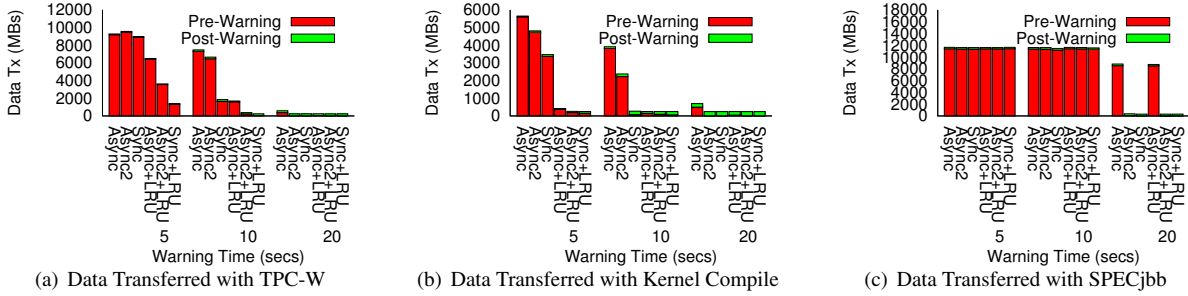 Data Tx (MBs)
12000
10000
8000
6000
4000
2000
0
Pre-Warning
Post-Warning
Async
Async2
Sync
Async+LRU
Async2+LRU
Sync+LRU
Async
Async2
Sync
Async+LRU
Async2+LRU
Sync+LRU
Async
Async2
Sync
Async+LRU
Async2+LRU
Sync+LRU
5 10 20
Warning Time (secs)
(a) Data Transferred with TPC-W
Data Tx (MBs)
6000
5000
4000
3000
2000
1000
0
Pre-Warning
Post-Warning
Async
Async2
Sync
Async+LRU
Async2+LRU
Sync+LRU
Async
Async2
Sync
Async+LRU
Async2+LRU
Sync+LRU
Async
Async2
Sync
Async+LRU
Async2+LRU
Sync+LRU
5 10 20
Warning Time (secs)
(b) Data Transferred with Kernel Compile
Data Tx (MBs)
18000
16000
14000
12000
10000
8000
6000
4000
2000
0
Pre-Warning
Post-Warning
Async
Async2
Sync
Async+LRU
Async2+LRU
Sync+LRU
Async
Async2
Sync
Async+LRU
Async2+LRU
Sync+LRU
Async
Async2
Sync
Async+LRU
Async2+LRU
Sync+LRU
5 10 20
Warning Time (secs)
(c) Data Transferred with SPECjbb